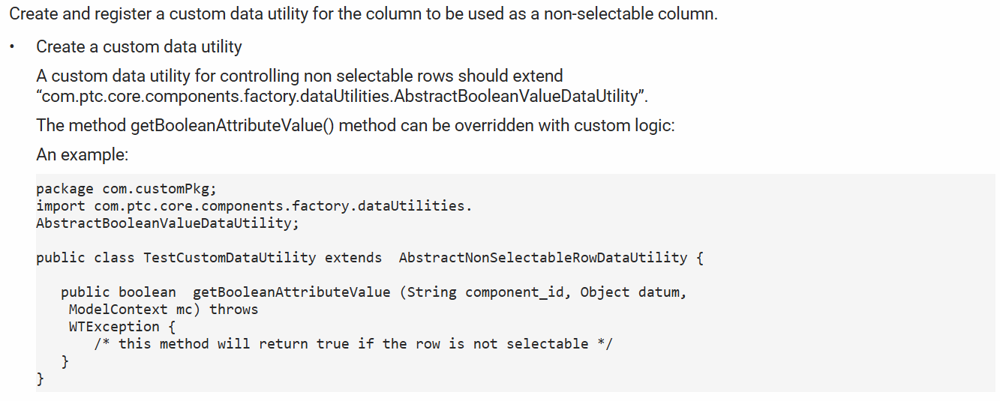 Create and register a custom data utility for the column to be used as a non-selectable column.
• Create a custom data utility
A custom data utility for controlling non selectable rows should extend
“com.ptc.core.components.factory.dataUtilities.AbstractBooleanValueDataUtility”.
The method getBooleanAttributeValue() method can be overridden with custom logic:
An example:
package com.customPkg;
import com.ptc.core.components.factory.dataUtilities.
AbstractBooleanValueDataUtility;
public class TestCustomDataUtility extends  AbstractNonSelectableRowDataUtility {
   public boolean  getBooleanAttributeValue (String component_id, Object datum,
    ModelContext mc) throws
    WTException {
       /* this method will return true if the row is not selectable */
   }
}